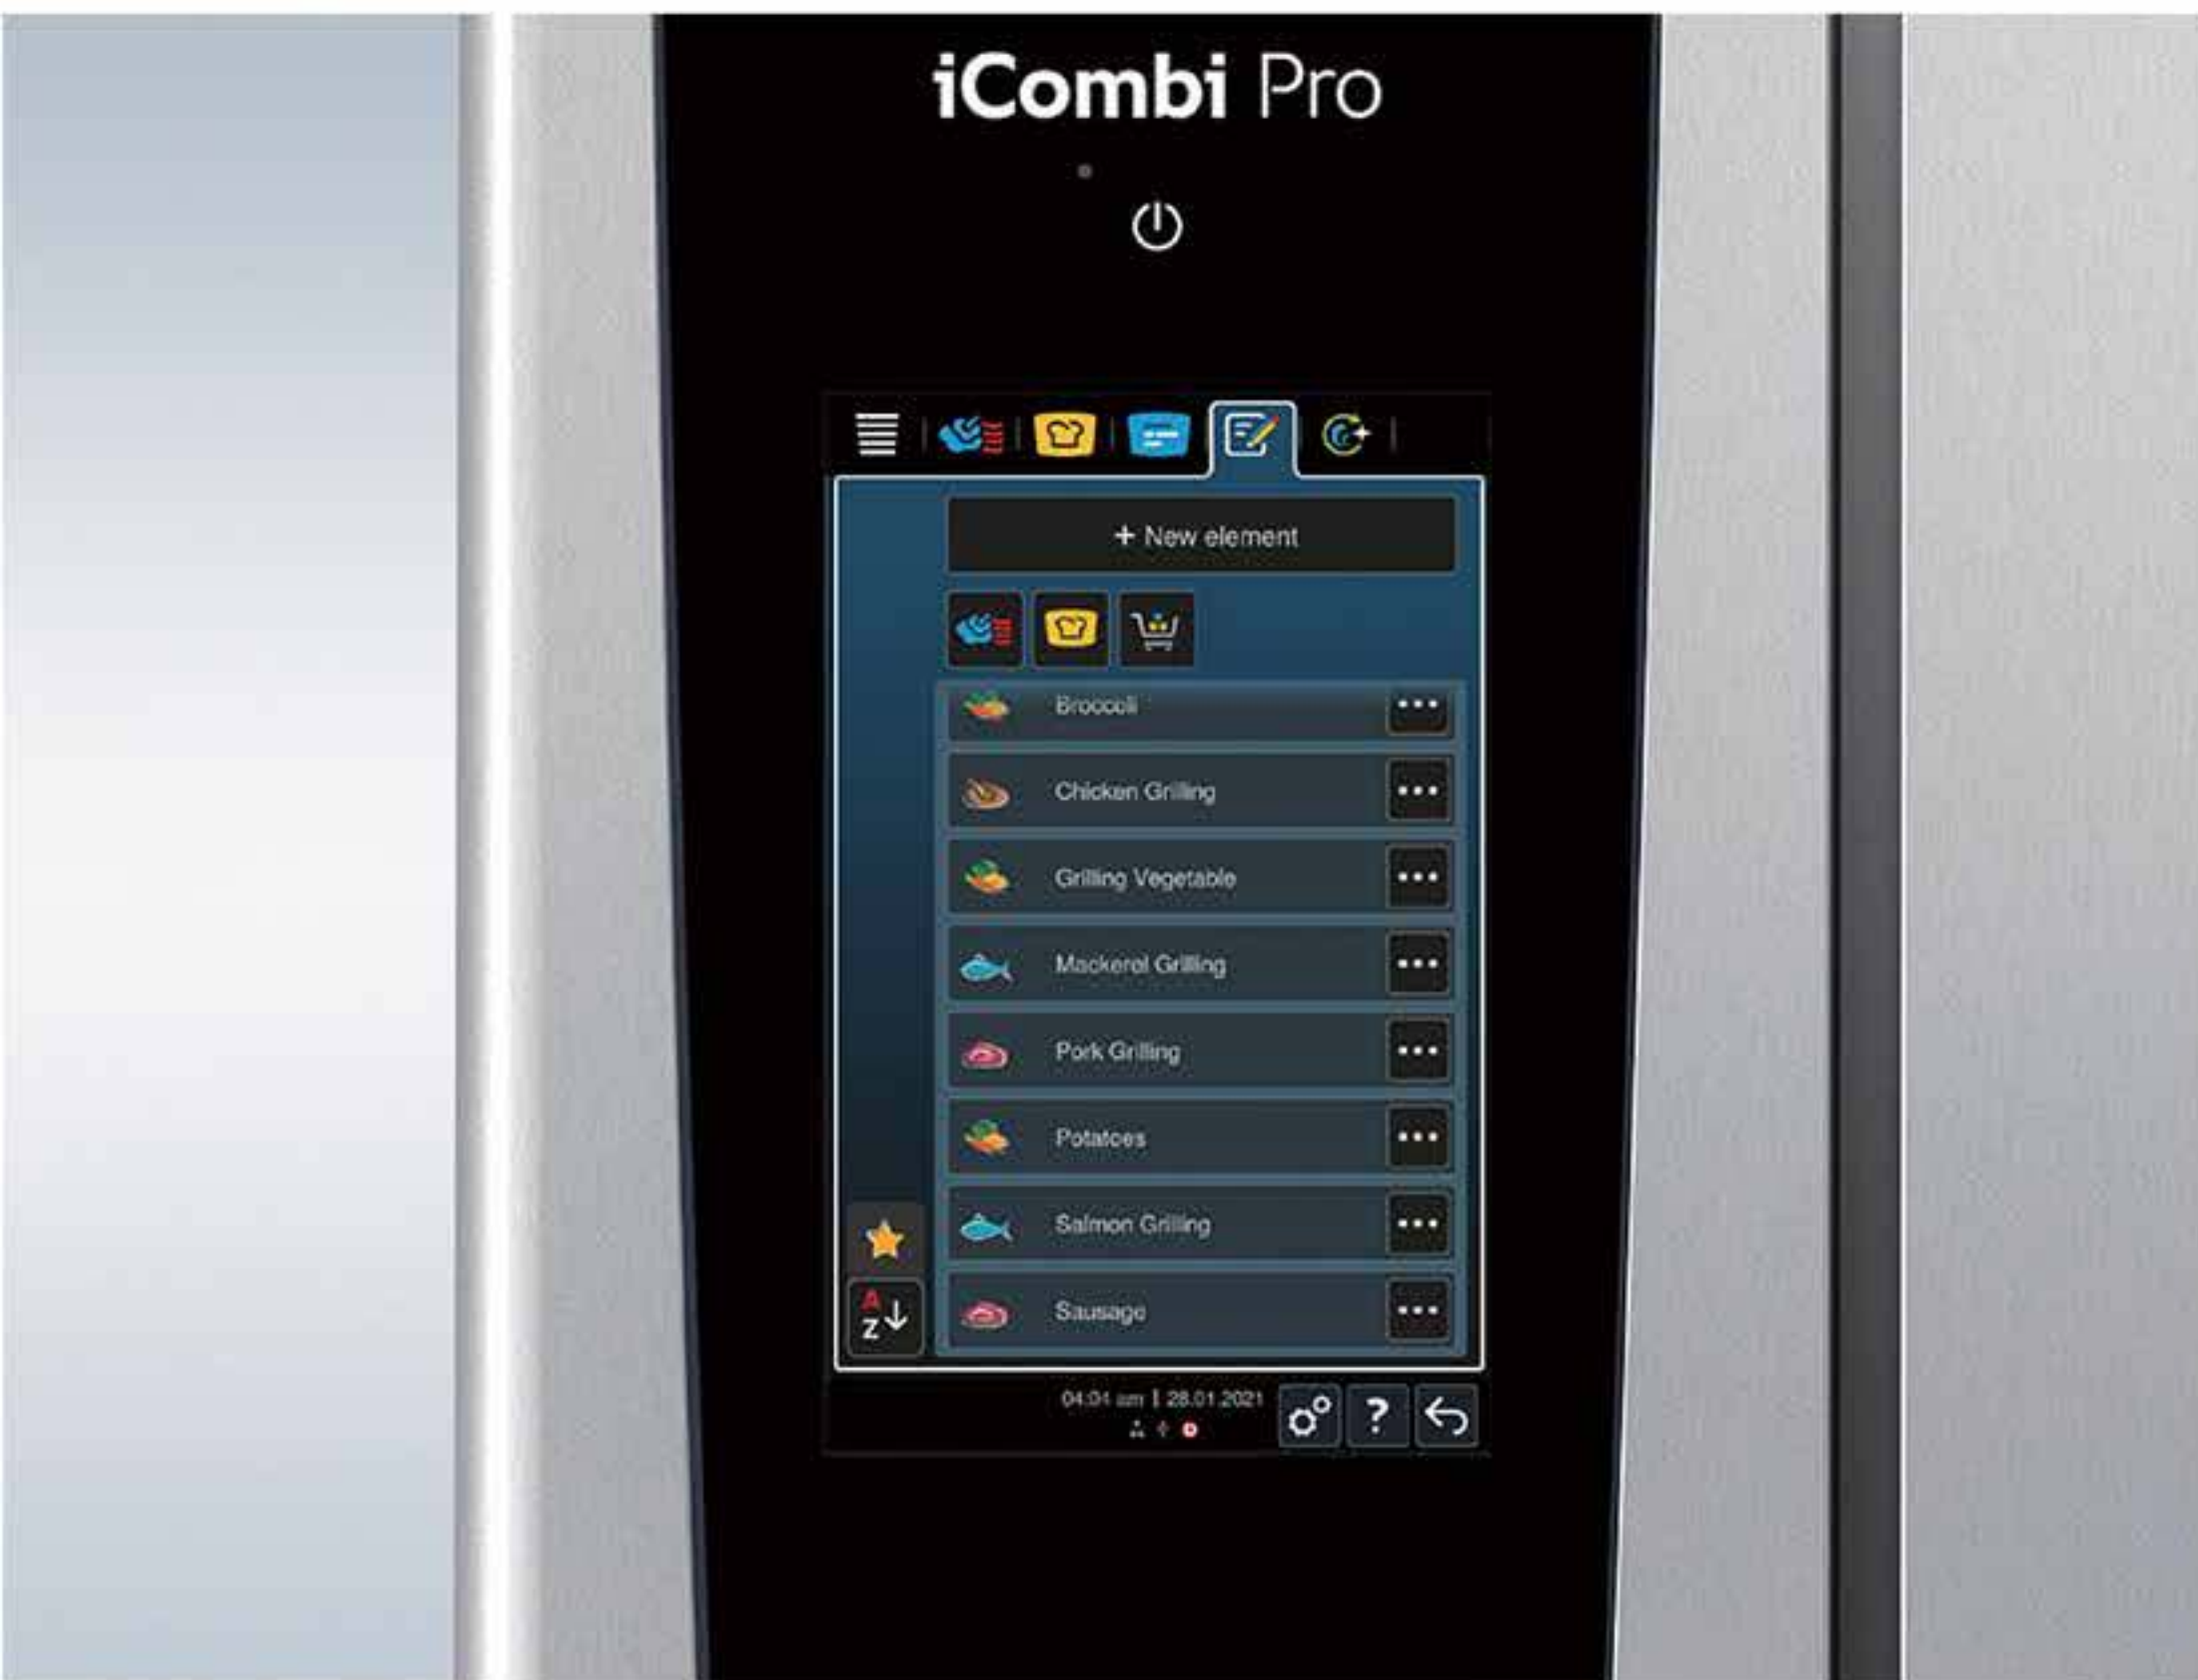 iCombi Pro
+ New element
Broccoli
Chicken Grilling
Grilling Vegetable
Mackerel Grilling
Pork Grilling
Potatoes
Salmon Grilling
Sausage
A
Z
04:04 am | 28.01.2021
?